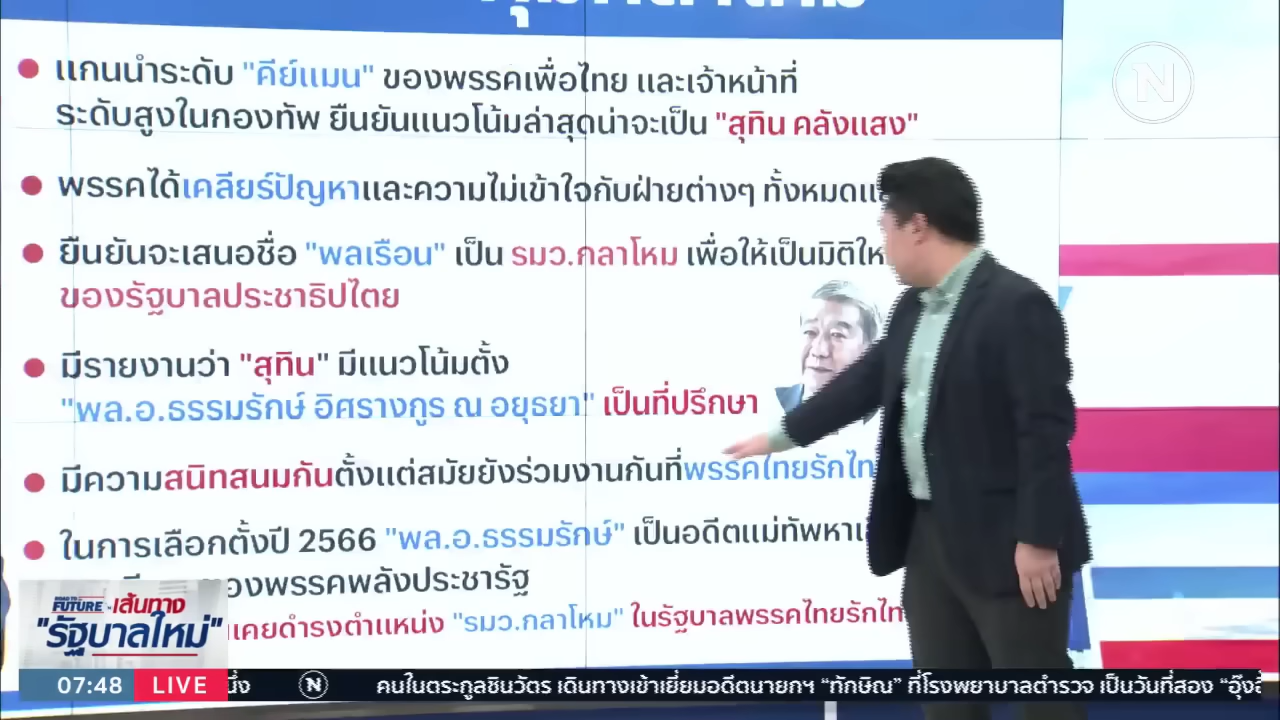 แกนนำระดับ "คีย์แมน" ของพรรคเพื่อไทย และเจ้าหน้าที่
ระดับสูงในกองทัพ ยืนยันแนวโน้มล่าสุดน่าจะเป็น "สุทิน คลังแสง"
พรรคได้เคลียร์ปัญหาและความไม่เข้าใจกับฝ่ายต่างๆ ทั้งหมด
ยืนยันจะเสนอชื่อ "พลเรือน" เป็น รมว.กลาโหม เพื่อให้เป็นมิติ
ของรัฐบาลประชาธิปไตย
มีรายงานว่า "สุทิน" มีแนวโน้มตั้ง
"พล.อ.ธรรมรักษ์ อิศรางกูร ณ อยุธยา" เป็นที่ปรึกษา
มีความสนิทสนมกันตั้งแต่สมัยยังร่วมงานกันที่พรรคไทยรักไท
ในการเลือกตั้งปี 2566 "พล.อ.ธรรมรักษ์" เป็นอดีตแม่ทัพหา
ของพรรคพลังประชารัฐ
เคยดำรงตำแหน่ง "รมว.กลาโหม" ในรัฐบาลพรรคไทยรักไท
N
ROAD TO FUTURE เส้นทาง
"รัฐบาลใหม่"
07:48 LIVE
N คนในตระกูลชินวัตร เดินทางเข้าเยี่ยมอดีตนายกฯ “ทักษิณ” ที่โรงพยาบาลตำรวจ เป็นวันที่สอง